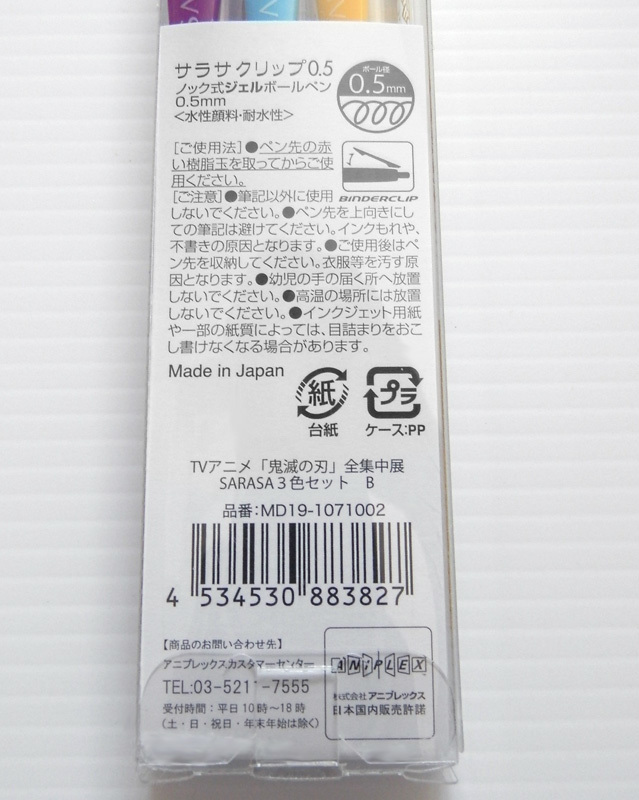 サラサクリップ0.5
ノック式ジェルボールペン
0.5mm
<水性顔料・耐水性>
ボール径
0.5mm
[ご使用法]●ペン先の赤
い樹脂玉を取ってからご使
用ください。
BINDERCLIP
[ご注意]●筆記以外に使用
しないでください。●ペン先を上向きにし
ての筆記は避けてください。インクもれや、
不書きの原因となります。●ご使用後はペ
ン先を収納してください。衣服等を汚す原
因となります。●幼児の手の届く所へ放置
しないでください。●高温の場所には放置
しないでください。●インクジェット用紙
や一部の紙質によっては、目詰まりをおこ
し書けなくなる場合があります。
Made in Japan
紙
台紙
プラ
ケース:PP
TVアニメ「鬼滅の刃」全集中展
SARASA3色セット B
品番:MD19-1071002
4 534530 883827
【商品のお問い合わせ先】
アニプレックスカスタマーセンター
TEL:03-5211-7555
受付時間:平日10時~18時
(土・日・祝日・年末年始は除く)
ANIPLEX
株式会社アニプレックス
日本国内販売許諾